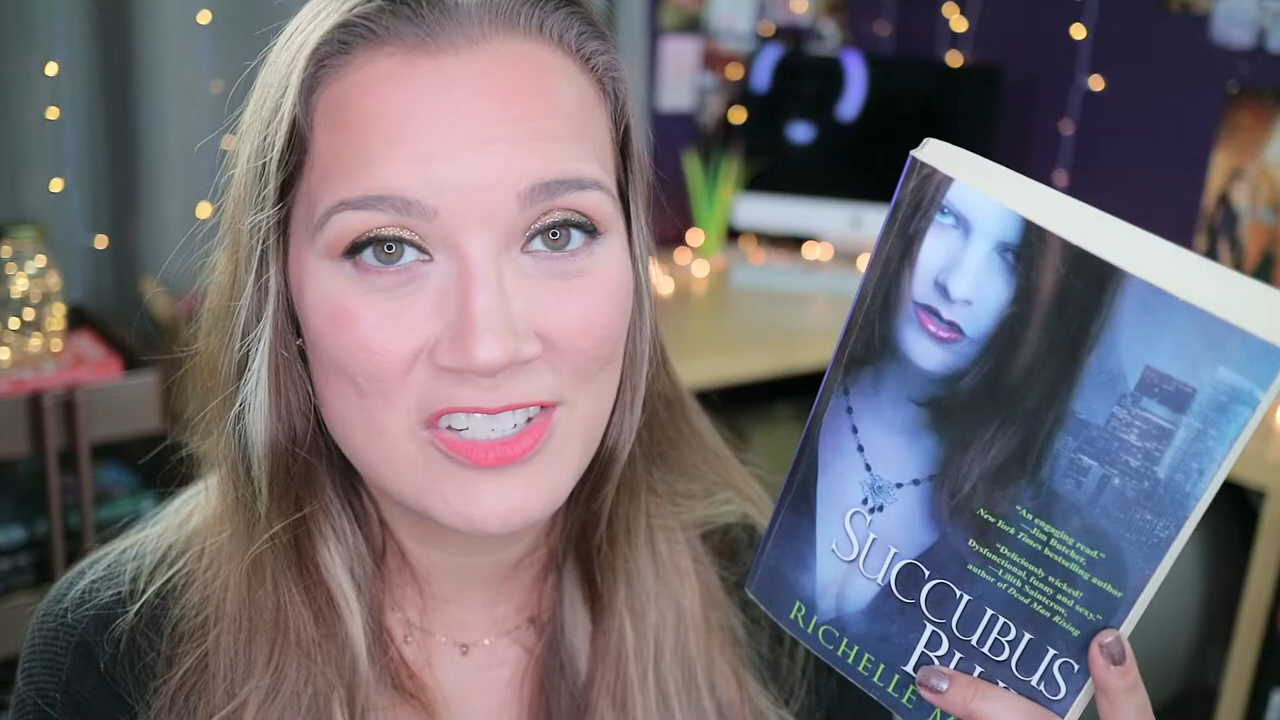 “An engaging read.”
—Jim Butcher,
New York Times bestselling author
“Deliciously wicked!
Dysfunctional, funny and sexy.”
—Lilith Saintcrow,
author of Dead Man Rising
SUCCUBUS
RICHELLE